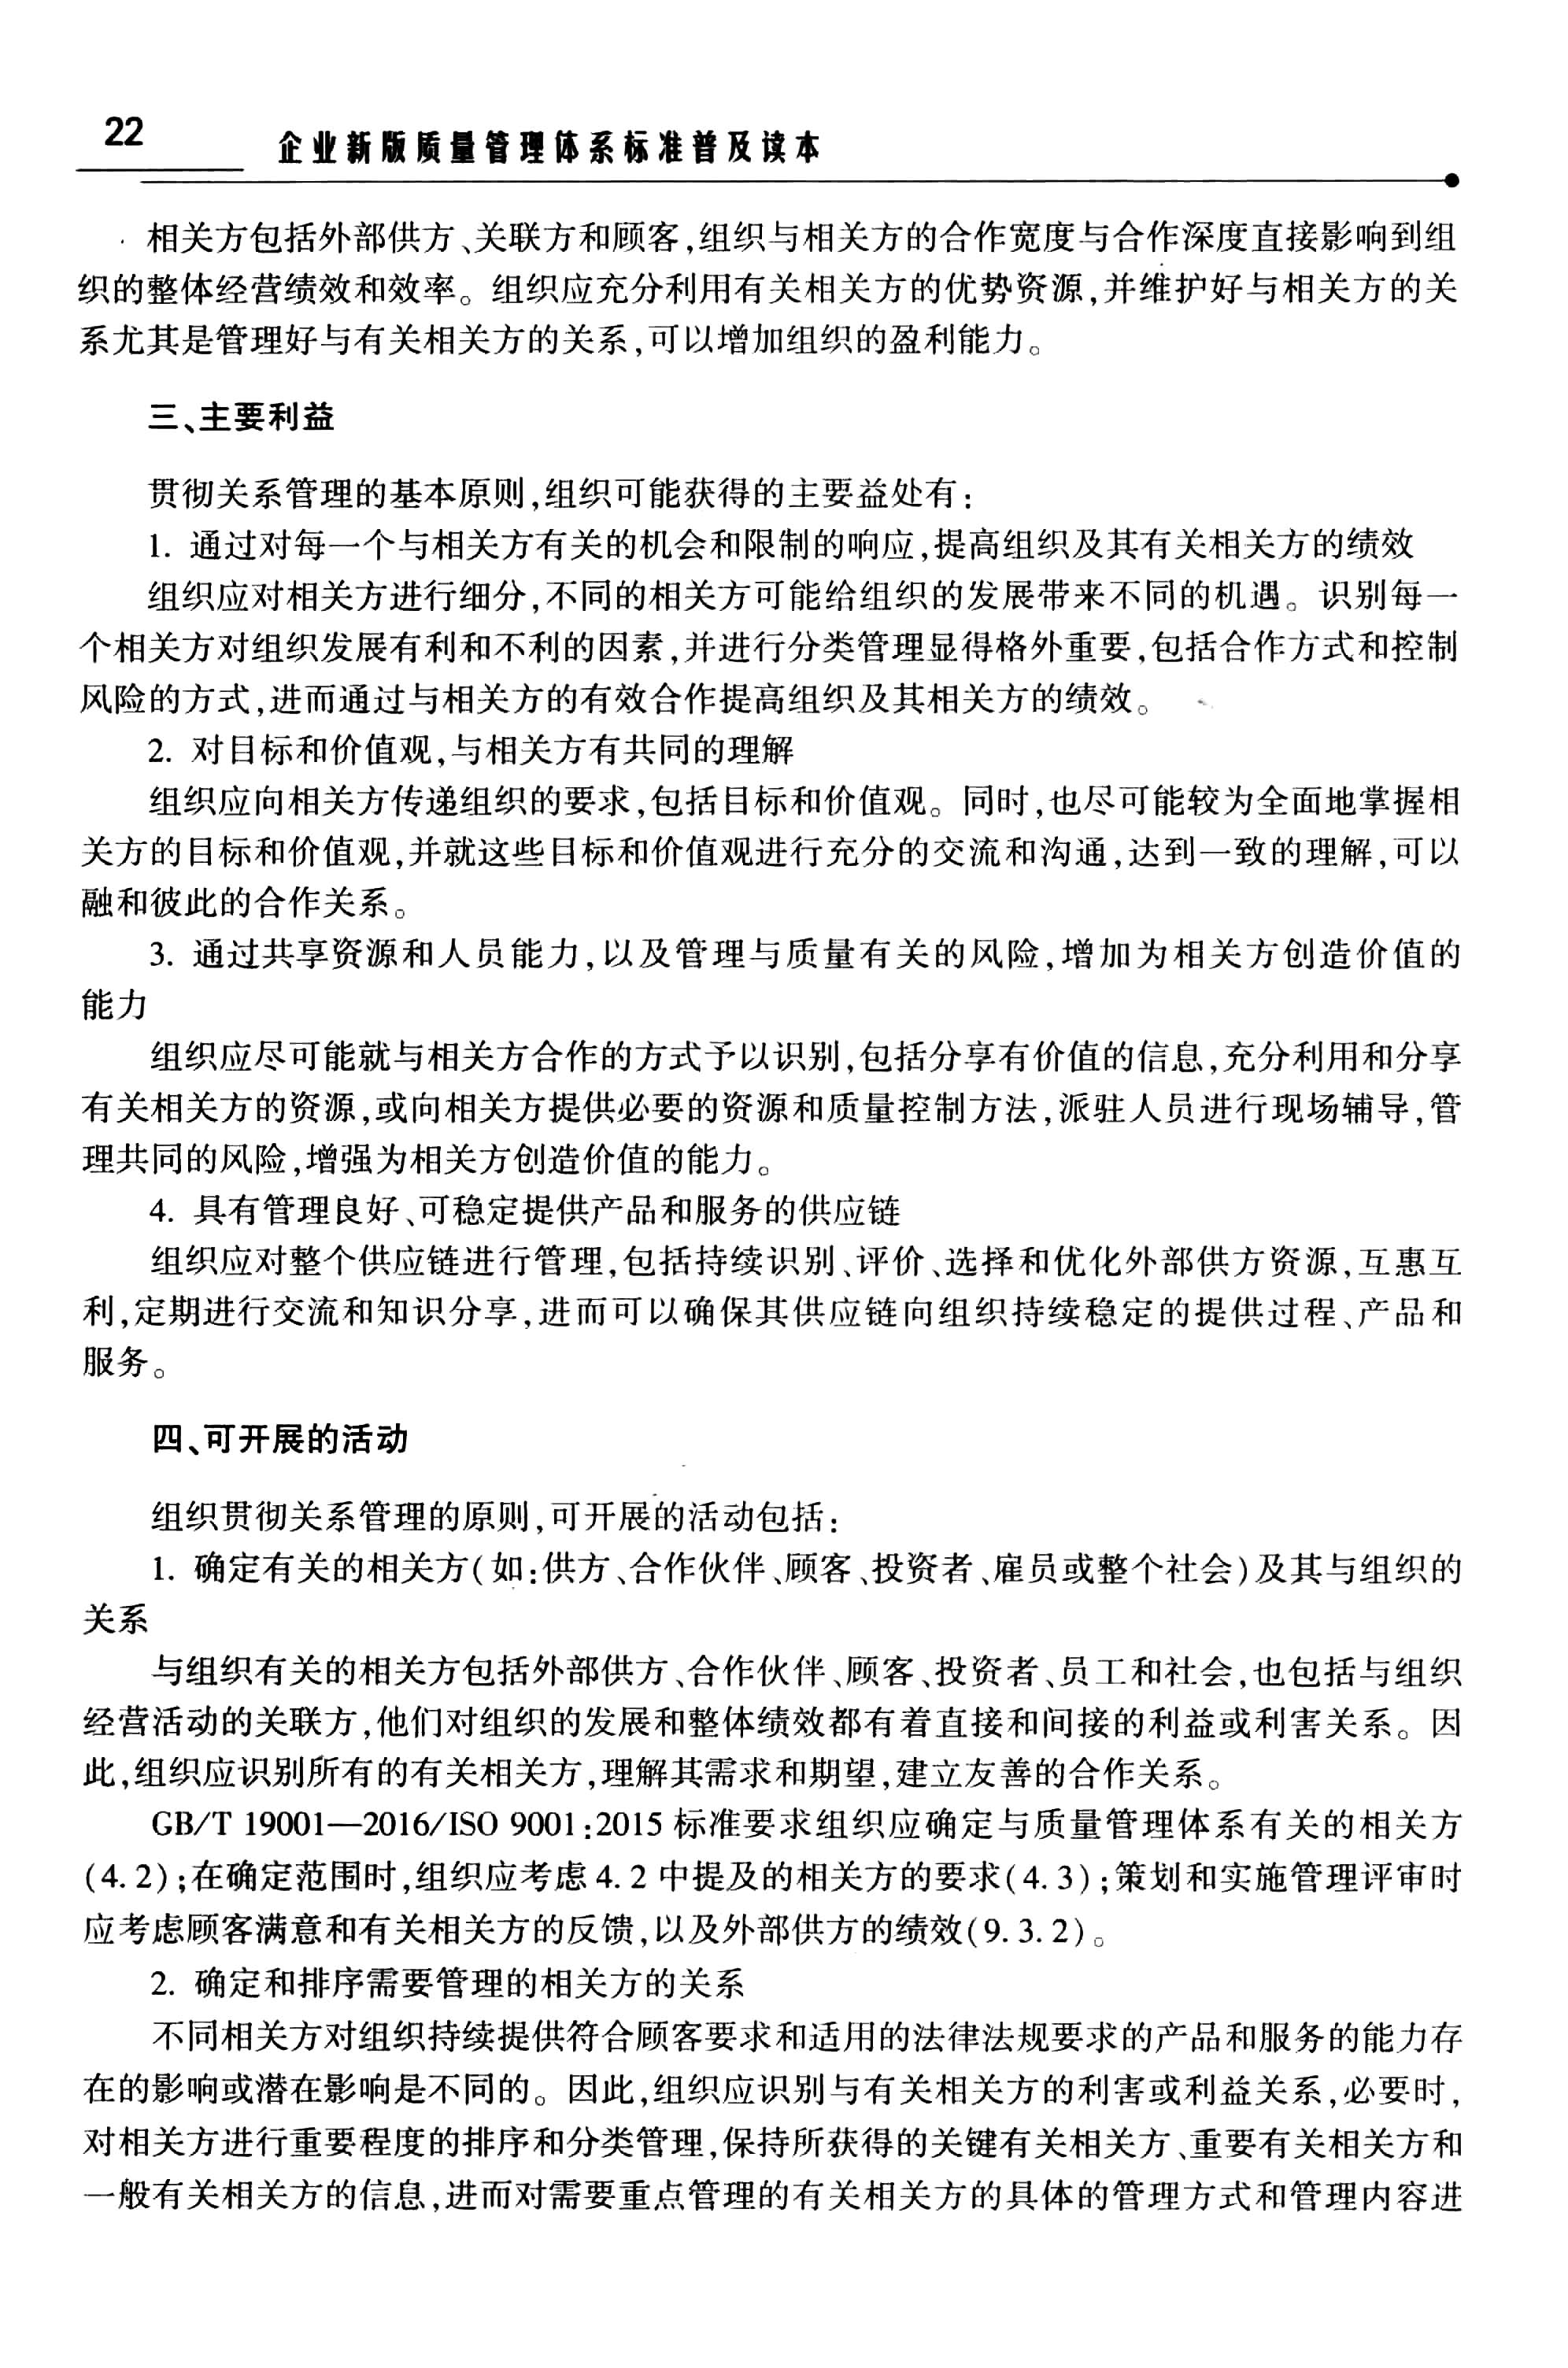 22
企业新版质量管理体系标准普及读本
相关方包括外部供方、关联方和顾客,组织与相关方的合作宽度与合作深度直接影响到组
织的整体经营绩效和效率。组织应充分利用有关相关方的优势资源,并维护好与相关方的关
系尤其是管理好与有关相关方的关系,可以增加组织的盈利能力。
三、主要利益
贯彻关系管理的基本原则,组织可能获得的主要益处有:
1. 通过对每一个与相关方有关的机会和限制的响应,提高组织及其有关相关方的绩效
组织应对相关方进行细分,不同的相关方可能给组织的发展带来不同的机遇。识别每一
个相关方对组织发展有利和不利的因素,并进行分类管理显得格外重要,包括合作方式和控制
风险的方式,进而通过与相关方的有效合作提高组织及其相关方的绩效。
2. 对目标和价值观,与相关方有共同的理解
组织应向相关方传递组织的要求,包括目标和价值观。同时,也尽可能较为全面地掌握相
关方的目标和价值观,并就这些目标和价值观进行充分的交流和沟通,达到一致的理解,可以
融和彼此的合作关系。
3. 通过共享资源和人员能力,以及管理与质量有关的风险,增加为相关方创造价值的
能力
组织应尽可能就与相关方合作的方式予以识别,包括分享有价值的信息,充分利用和分享
有关相关方的资源,或向相关方提供必要的资源和质量控制方法,派驻人员进行现场辅导,管
理共同的风险,增强为相关方创造价值的能力。
4. 具有管理良好、可稳定提供产品和服务的供应链
组织应对整个供应链进行管理,包括持续识别、评价、选择和优化外部供方资源,互惠互
利,定期进行交流和知识分享,进而可以确保其供应链向组织持续稳定的提供过程、产品和
服务。
四、可开展的活动
组织贯彻关系管理的原则,可开展的活动包括:
1. 确定有关的相关方(如:供方、合作伙伴、顾客、投资者、雇员或整个社会)及其与组织的
关系
与组织有关的相关方包括外部供方、合作伙伴、顾客、投资者、员工和社会,也包括与组织
经营活动的关联方,他们对组织的发展和整体绩效都有着直接和间接的利益或利害关系。因
此,组织应识别所有的有关相关方,理解其需求和期望,建立友善的合作关系。
GB/T 19001—2016/ISO 9001:2015 标准要求组织应确定与质量管理体系有关的相关方
(4.2);在确定范围时,组织应考虑4.2 中提及的相关方的要求(4.3);策划和实施管理评审时
应考虑顾客满意和有关相关方的反馈,以及外部供方的绩效(9.3.2)。
2. 确定和排序需要管理的相关方的关系
不同相关方对组织持续提供符合顾客要求和适用的法律法规要求的产品和服务的能力存
在的影响或潜在影响是不同的。因此,组织应识别与有关相关方的利害或利益关系,必要时,
对相关方进行重要程度的排序和分类管理,保持所获得的关键有关相关方、重要有关相关方和
一般有关相关方的信息,进而对需要重点管理的有关相关方的具体的管理方式和管理内容进